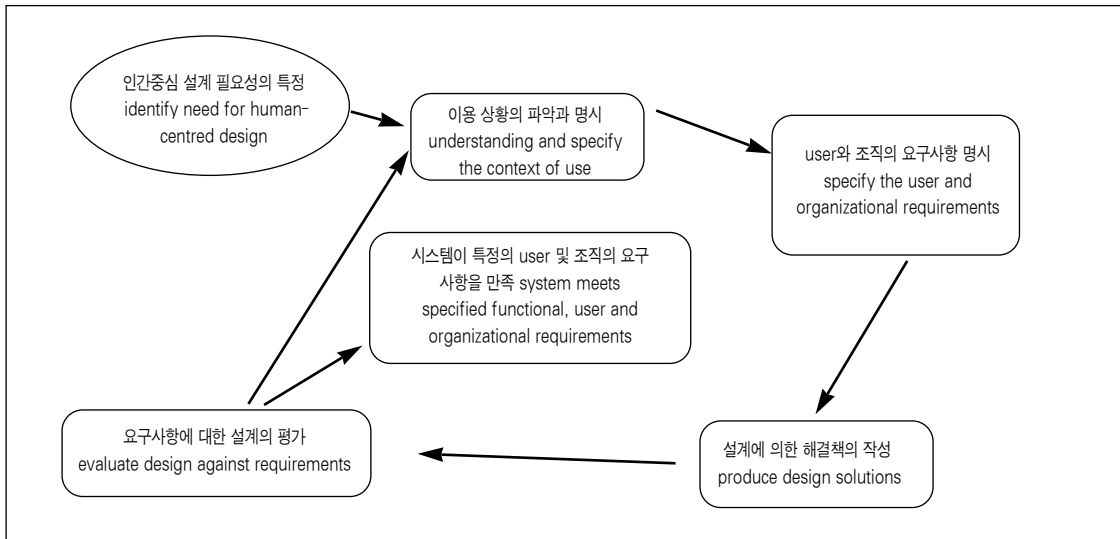 인간중심 설계 필요성의 특정
identify need for human-
centred design
이용 상황의 파악과 명시
understanding and specify
the context of use
user와 조직의 요구사항 명시
specify the user and
organizational requirements
시스템이 특정의 user 및 조직의 요구
사항을 만족 system meets
specified functional, user and
organizational requirements
요구사항에 대한 설계의 평가
evaluate design against requirements
설계에 의한 해결책의 작성
produce design solutions